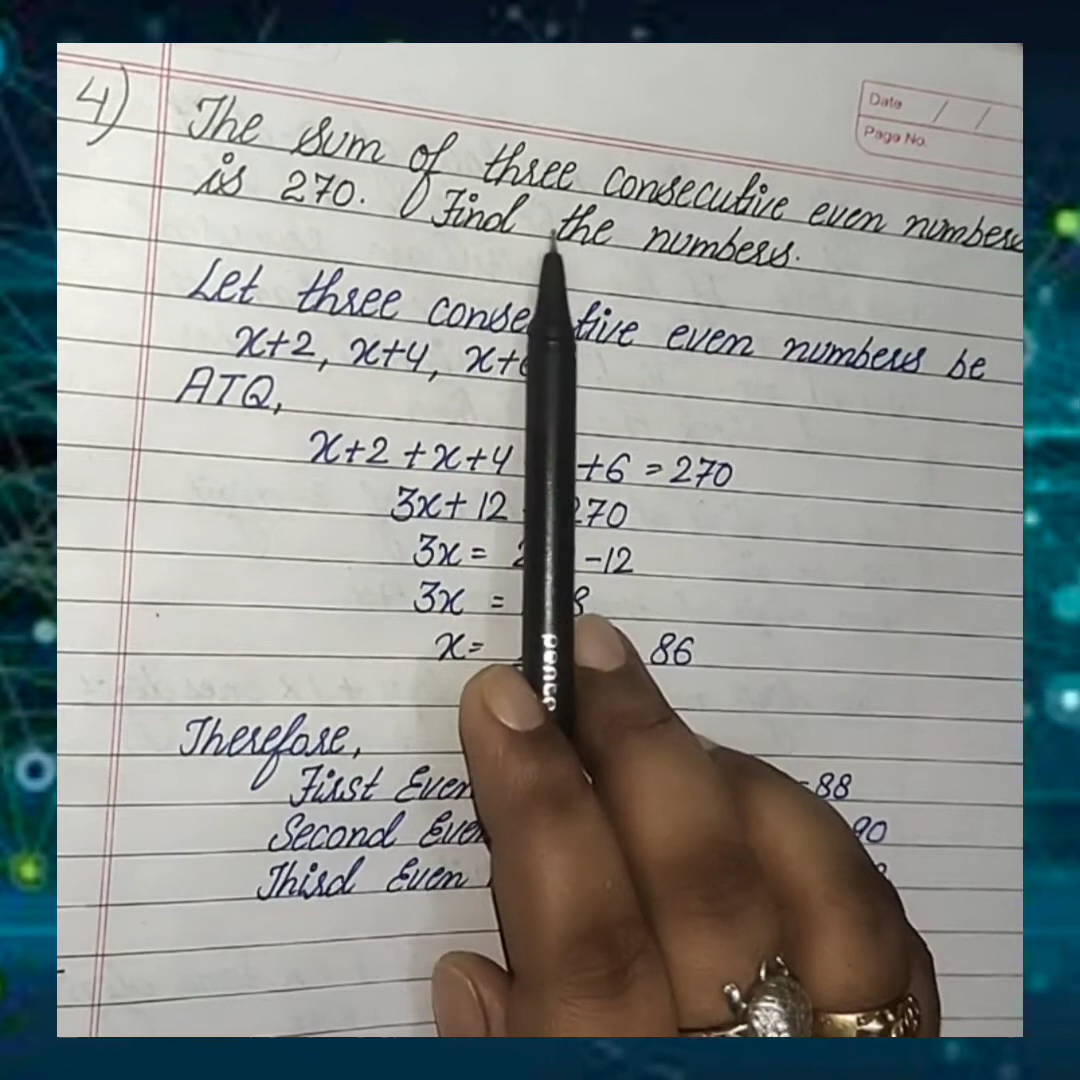 Date / /
Page No.
4) The sum of three consecutive even numbers
is 270. Find the numbers.
Let three conse tive even numbers be
x+2, x+4, x+
ATQ,
x+2 +x+4 +6 = 270
3x+ 12 270
3x = -12
3x = 8
x= 86
Therefore,
First Even 88
Second Even 90
Third Even